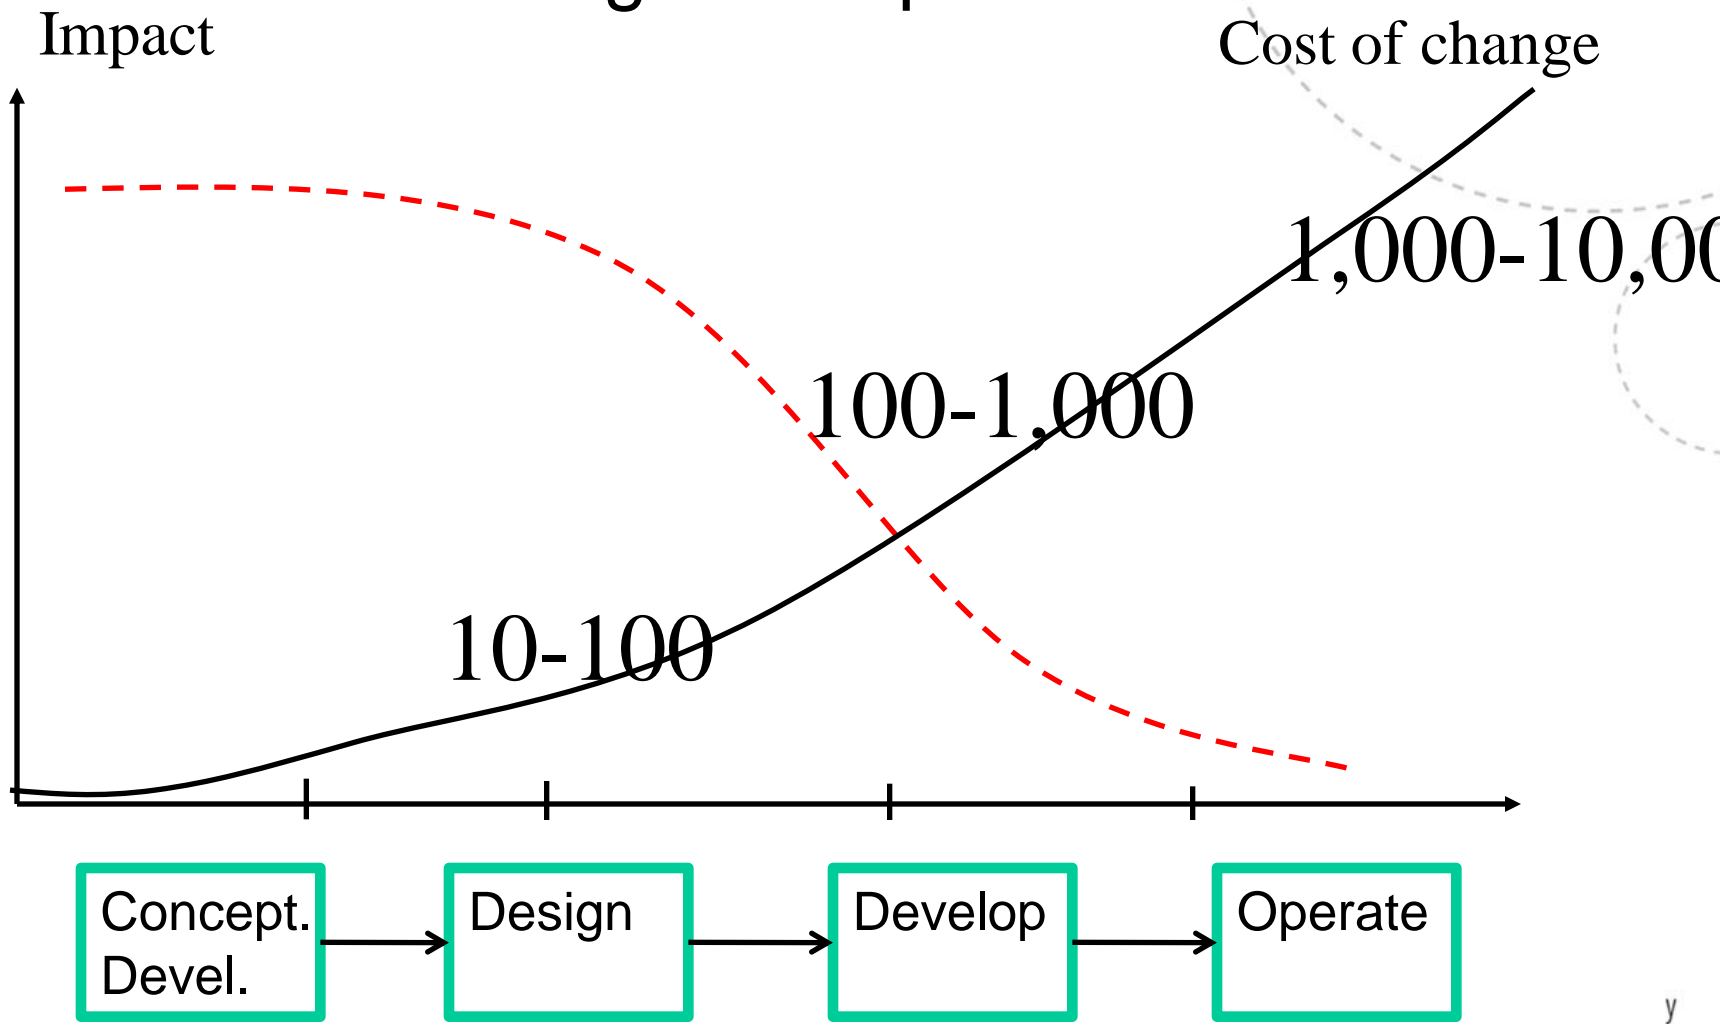 Impact
Cost of change
1,000-10,00
100-1,000
10-100
Concept.
Devel.
Design
Develop
Operate
y